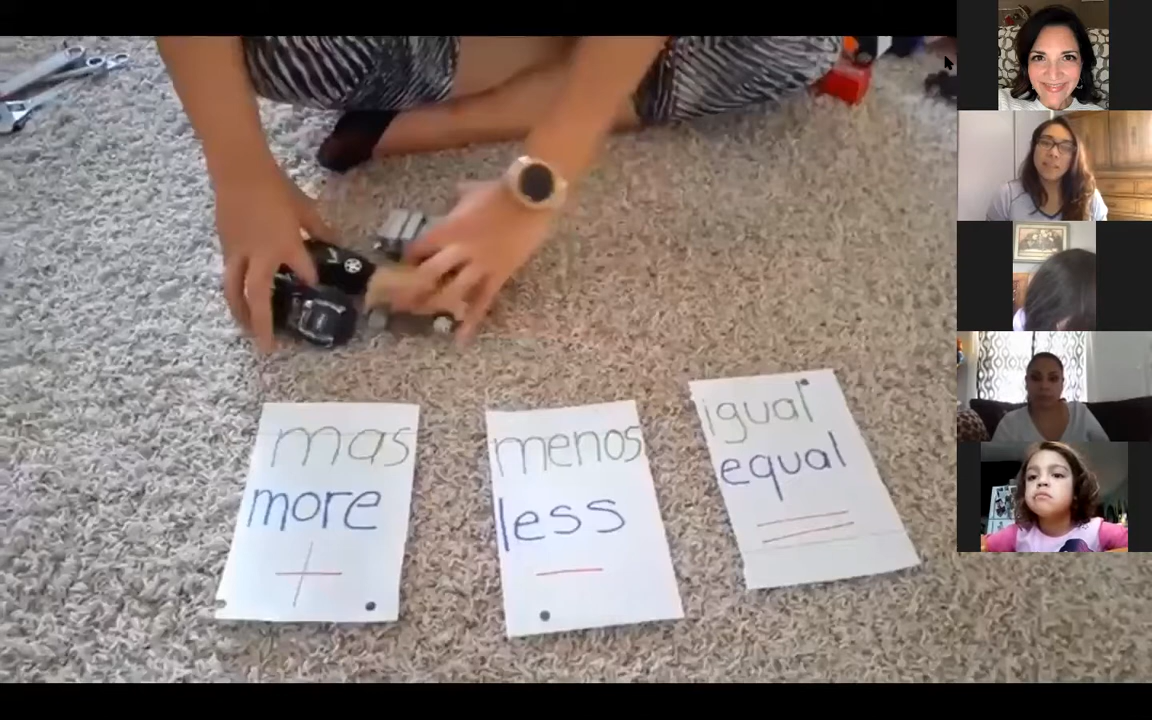 mas
more
+
menos
less
—
igual
equal
=